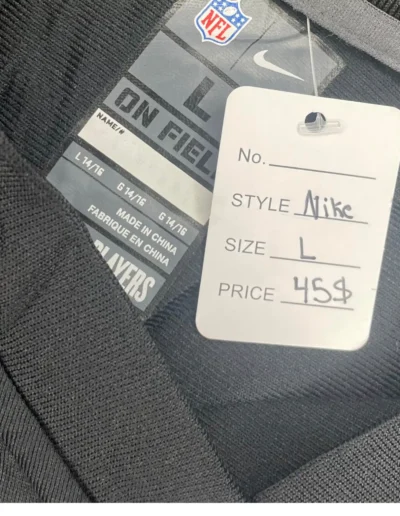 NFL
L
ON FIEL
NAME/#
L 14/16 G 14/16 G 14/16
MADE IN CHINA
FABRIQUE EN CHINA
PLAYERS
No.
STYLE Nike
SIZE L
PRICE 45$